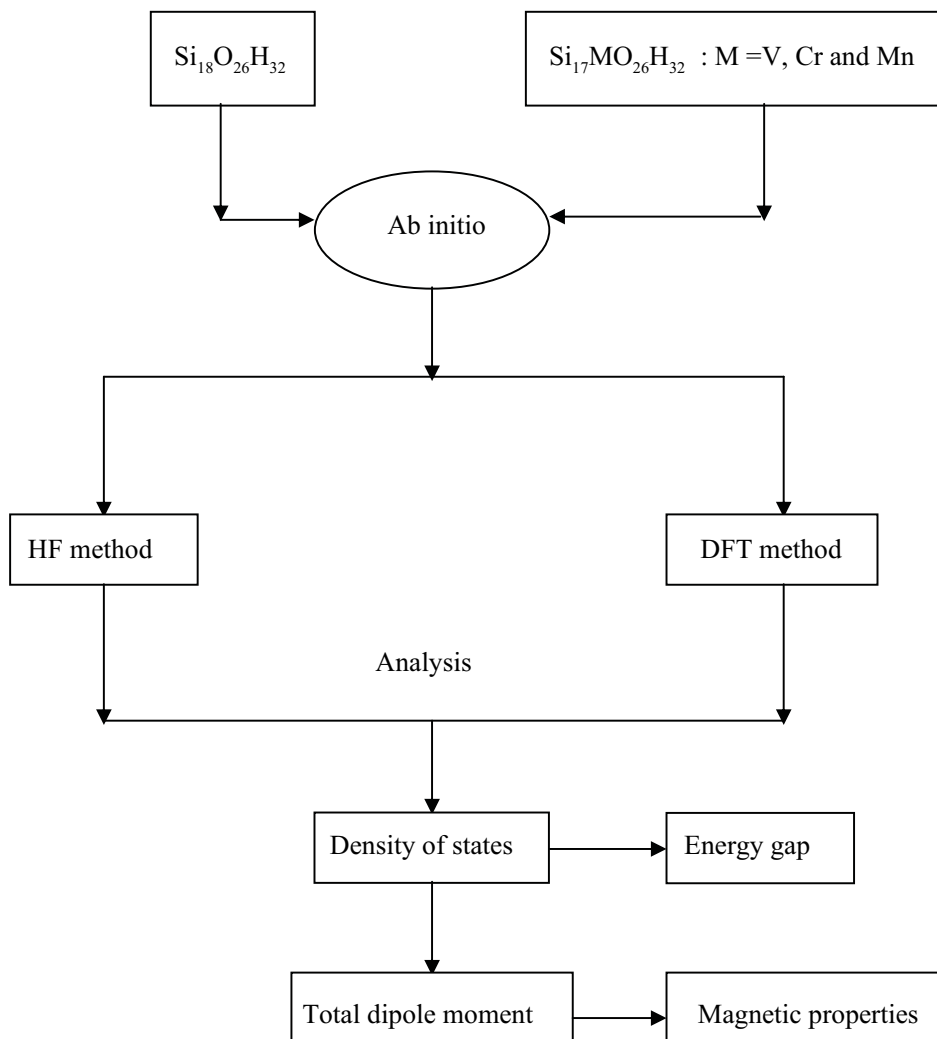 Si₁₈O₂₆H₃₂
Si₁₇MO₂₆H₃₂ : M =V, Cr and Mn
Ab initio
HF method
DFT method
Analysis
Density of states
Energy gap
Total dipole moment
Magnetic properties